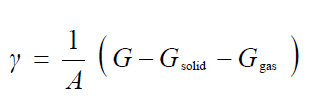 γ = 1/A ( G − G_solid − G_gas )